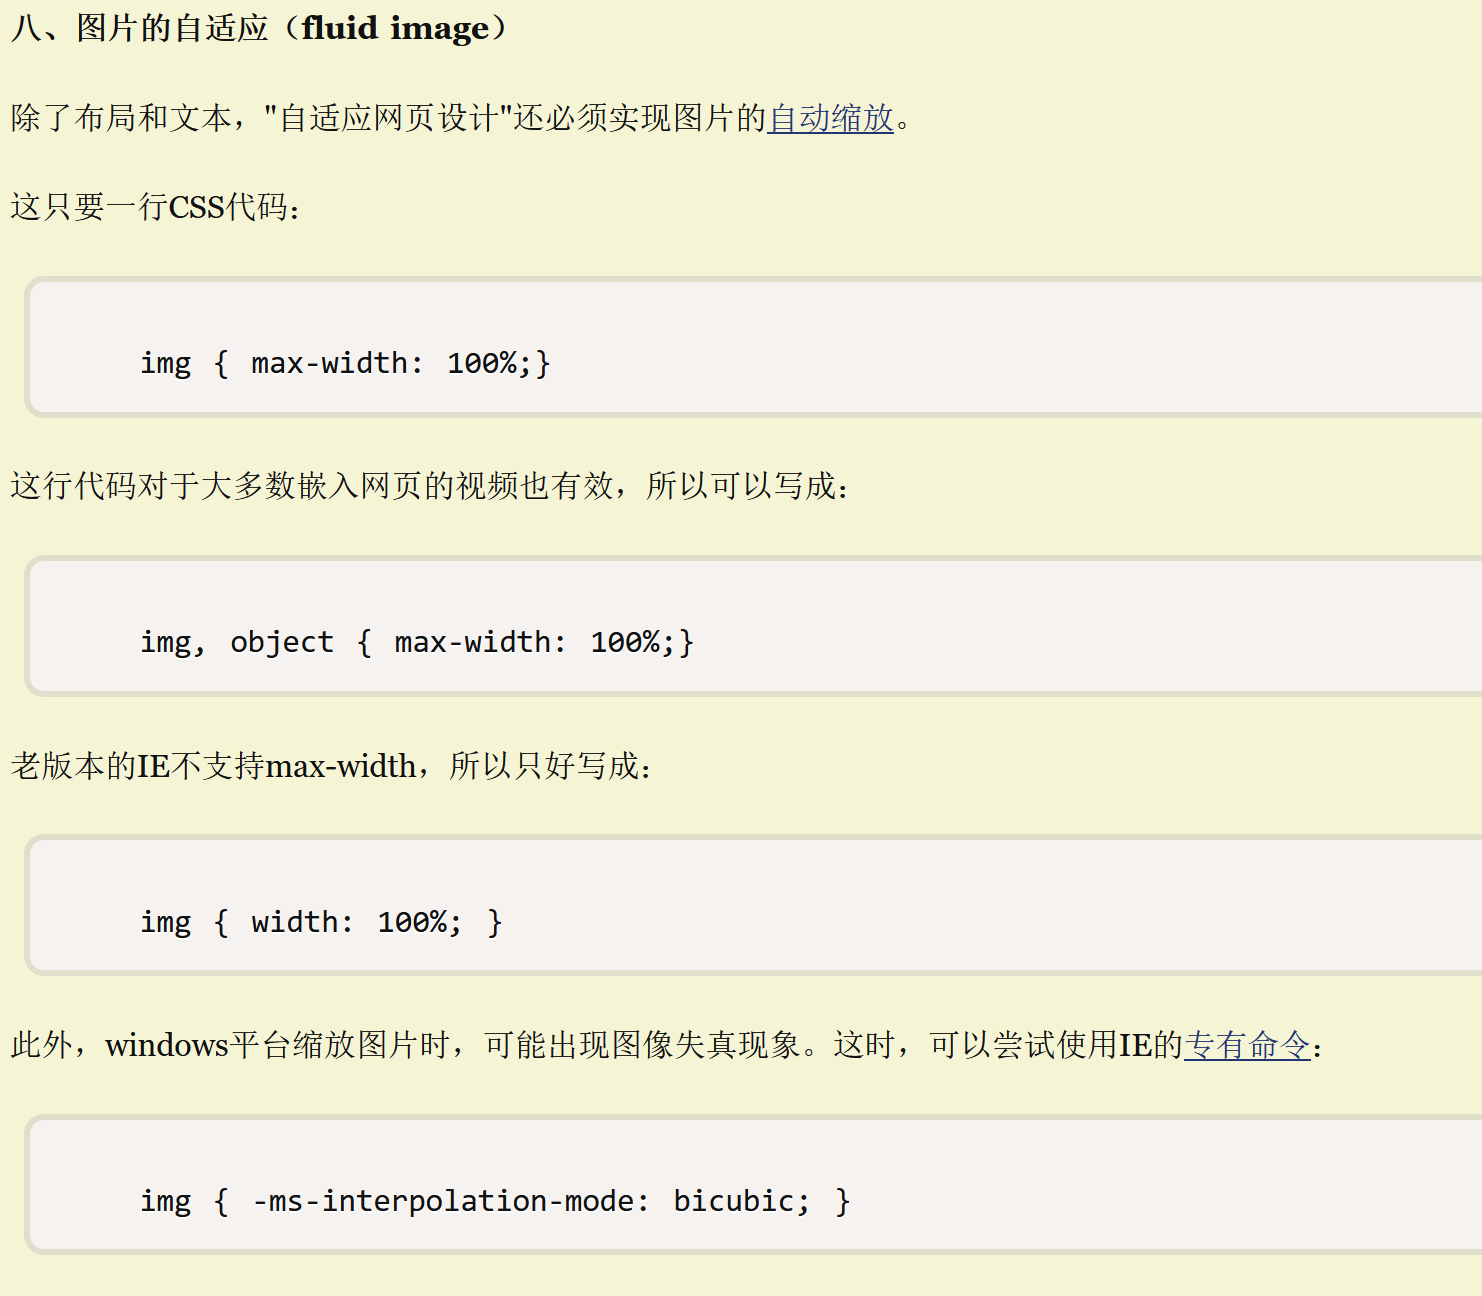 八、图片的自适应（fluid image）
除了布局和文本，"自适应网页设计"还必须实现图片的自动缩放。
这只要一行CSS代码：
img { max-width: 100%;}
这行代码对于大多数嵌入网页的视频也有效，所以可以写成：
img, object { max-width: 100%;}
老版本的IE不支持max-width，所以只好写成：
img { width: 100%; }
此外，windows平台缩放图片时，可能出现图像失真现象。这时，可以尝试使用IE的专有命令：
img { -ms-interpolation-mode: bicubic; }